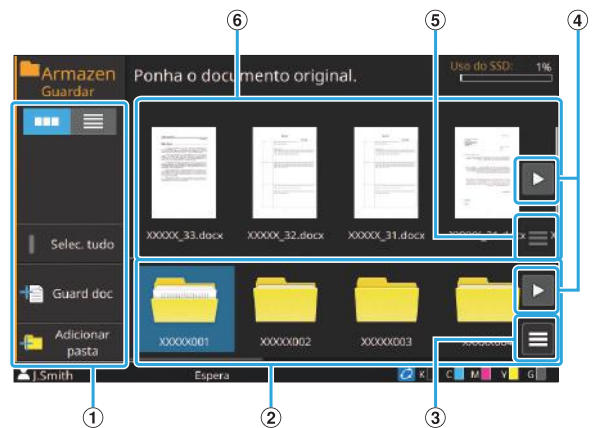 ⑥ ⑤ ④
Armazen
Guardar
Ponha o documento original.
Uso do SSD: 1%
XXXXX_33.docx XXXXX_32.docx XXXXX_31.docx
Selec. tudo
Guard doc
Adicionar
pasta
XXXXX001 XXXXX002 XXXXX003 XXXXX004
J.Smith Espera K C M Y G
① ② ③